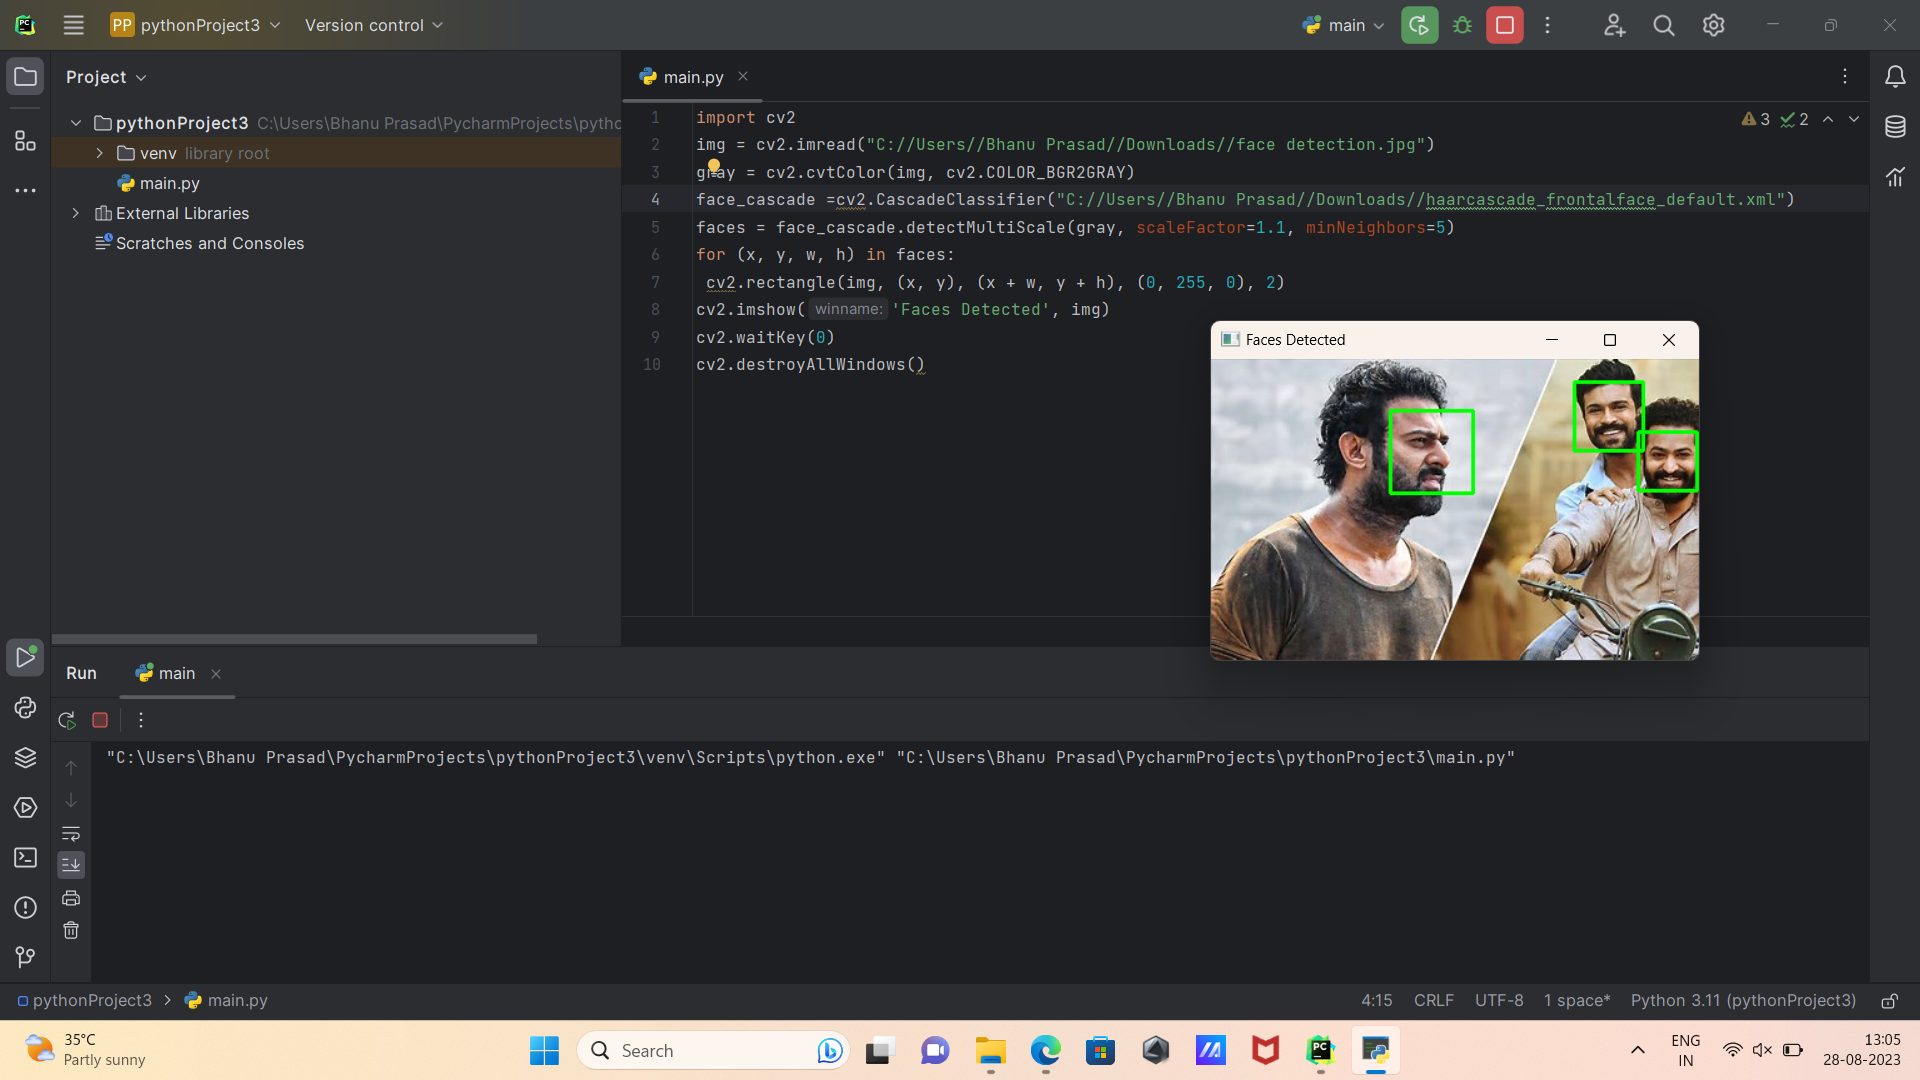 PP pythonProject3 Version control main
Project
main.py
pythonProject3 C:\Users\Bhanu Prasad\PycharmProjects\pytho
venv library root
main.py
External Libraries
Scratches and Consoles
3 2
1 import cv2
2 img = cv2.imread("C://Users//Bhanu Prasad//Downloads//face detection.jpg")
3 gray = cv2.cvtColor(img, cv2.COLOR_BGR2GRAY)
4 face_cascade =cv2.CascadeClassifier("C://Users//Bhanu Prasad//Downloads//haarcascade_frontalface_default.xml")
5 faces = face_cascade.detectMultiScale(gray, scaleFactor=1.1, minNeighbors=5)
6 for (x, y, w, h) in faces:
7 cv2.rectangle(img, (x, y), (x + w, y + h), (0, 255, 0), 2)
8 cv2.imshow( winname: 'Faces Detected', img)
9 cv2.waitKey(0)
10 cv2.destroyAllWindows()
Faces Detected
Run main
"C:\Users\Bhanu Prasad\PycharmProjects\pythonProject3\venv\Scripts\python.exe" "C:\Users\Bhanu Prasad\PycharmProjects\pythonProject3\main.py"
pythonProject3 > main.py 4:15 CRLF UTF-8 1 space* Python 3.11 (pythonProject3)
35°C
Partly sunny
Search
PC
ENG
IN
13:05
28-08-2023